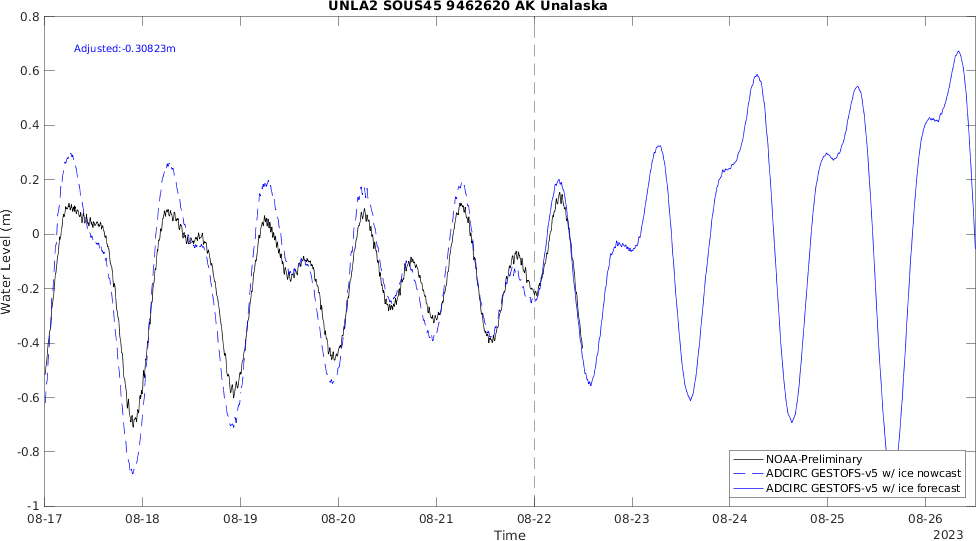 UNLA2 SOUS45 9462620 AK Unalaska
Adjusted:-0.30823m
0.8
0.6
0.4
0.2
0
-0.2
-0.4
-0.6
-0.8
-1
Water Level (m)
NOAA-Preliminary
ADCIRC GESTOFS-v5 w/ ice nowcast
ADCIRC GESTOFS-v5 w/ ice forecast
08-17 08-18 08-19 08-20 08-21 08-22 08-23 08-24 08-25 08-26
Time
2023